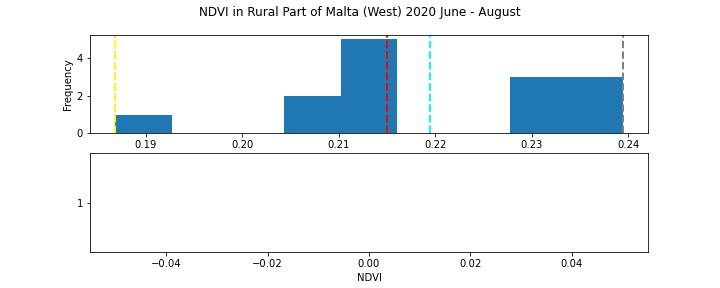 NDVI in Rural Part of Malta (West) 2020 June - August
Frequency
4
2
0
0.19 0.20 0.21 0.22 0.23 0.24
1
−0.04 −0.02 0.00 0.02 0.04
NDVI